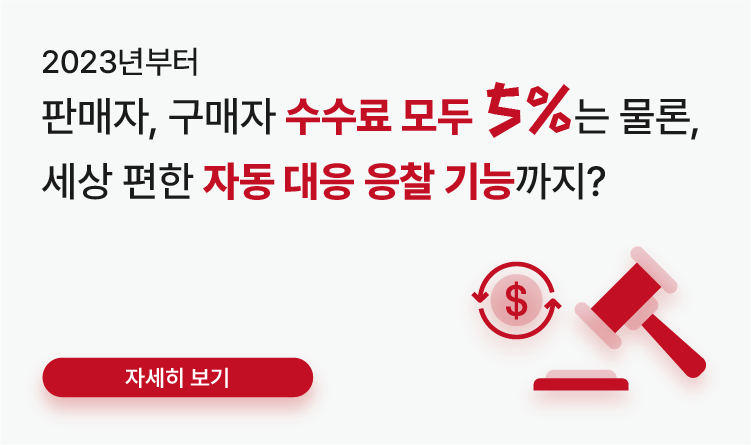 2023년부터
판매자, 구매자 수수료 모두 5%는 물론,
세상 편한 자동 대응 응찰 기능까지?
$
자세히 보기